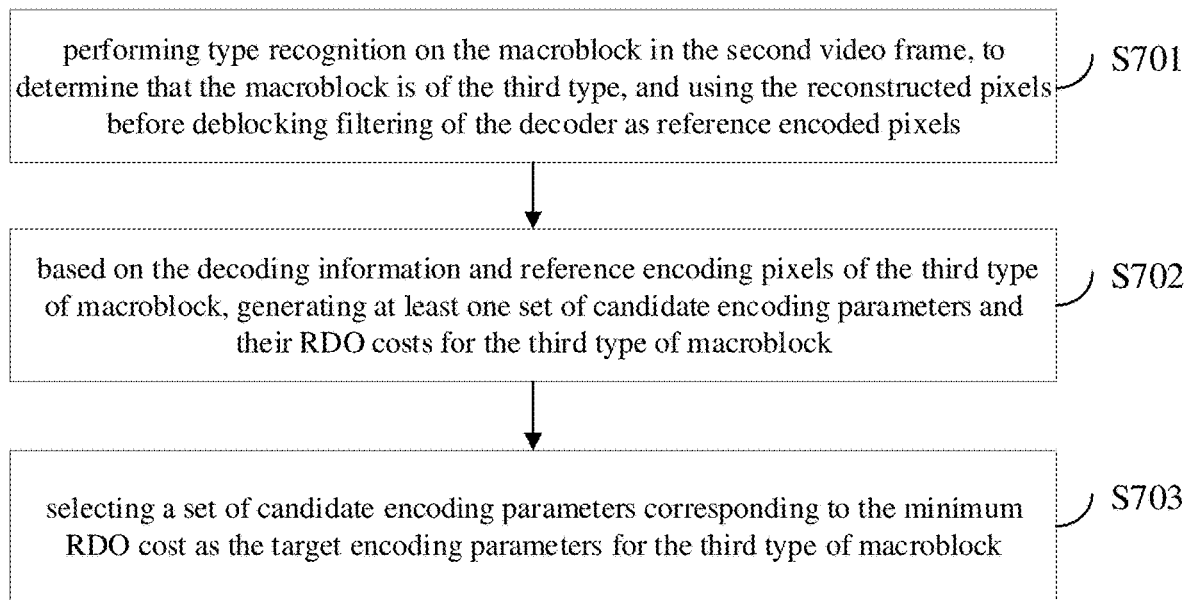 performing type recognition on the macroblock in the second video frame, to
determine that the macroblock is of the third type, and using the reconstructed pixels
before deblocking filtering of the decoder as reference encoded pixels
S701
based on the decoding information and reference encoding pixels of the third type
of macroblock, generating at least one set of candidate encoding parameters and
their RDO costs for the third type of macroblock
S702
selecting a set of candidate encoding parameters corresponding to the minimum
RDO cost as the target encoding parameters for the third type of macroblock
S703